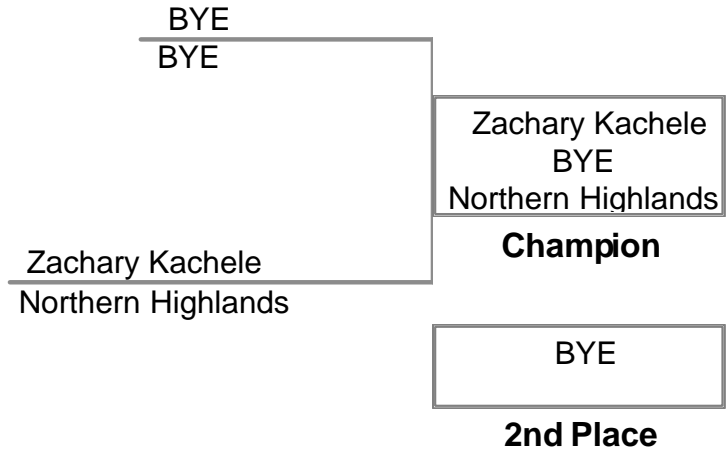 BYE
BYE
Zachary Kachele
BYE
Northern Highlands
Champion
Zachary Kachele
Northern Highlands
BYE
2nd Place